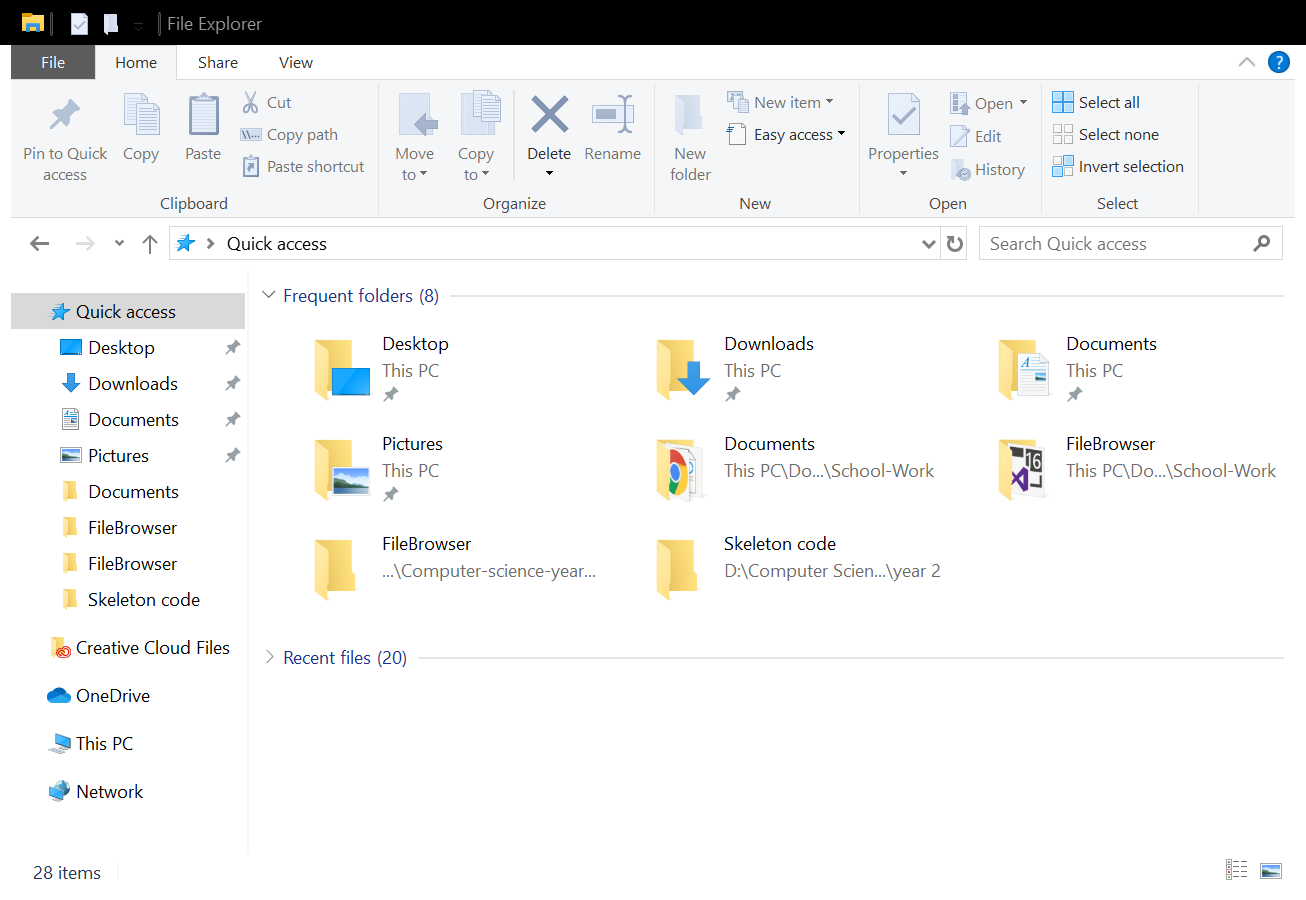 File Explorer
File
Home
Share
View
?
Pin to Quick
access
Copy
Paste
Cut
Copy path
Paste shortcut
Clipboard
Move
to
Copy
to
Delete
Rename
Organize
New
folder
New item
Easy access
New
Properties
Open
Edit
History
Open
Select all
Select none
Invert selection
Select
Quick access
Search Quick access
Quick access
Desktop
Downloads
Documents
Pictures
Documents
FileBrowser
FileBrowser
Skeleton code
Creative Cloud Files
OneDrive
This PC
Network
Frequent folders (8)
Desktop
This PC
Downloads
This PC
Documents
This PC
Pictures
This PC
Documents
This PC\Do...\School-Work
16
FileBrowser
This PC\Do...\School-Work
FileBrowser
...\Computer-science-year...
Skeleton code
D:\Computer Scien...\year 2
Recent files (20)
28 items